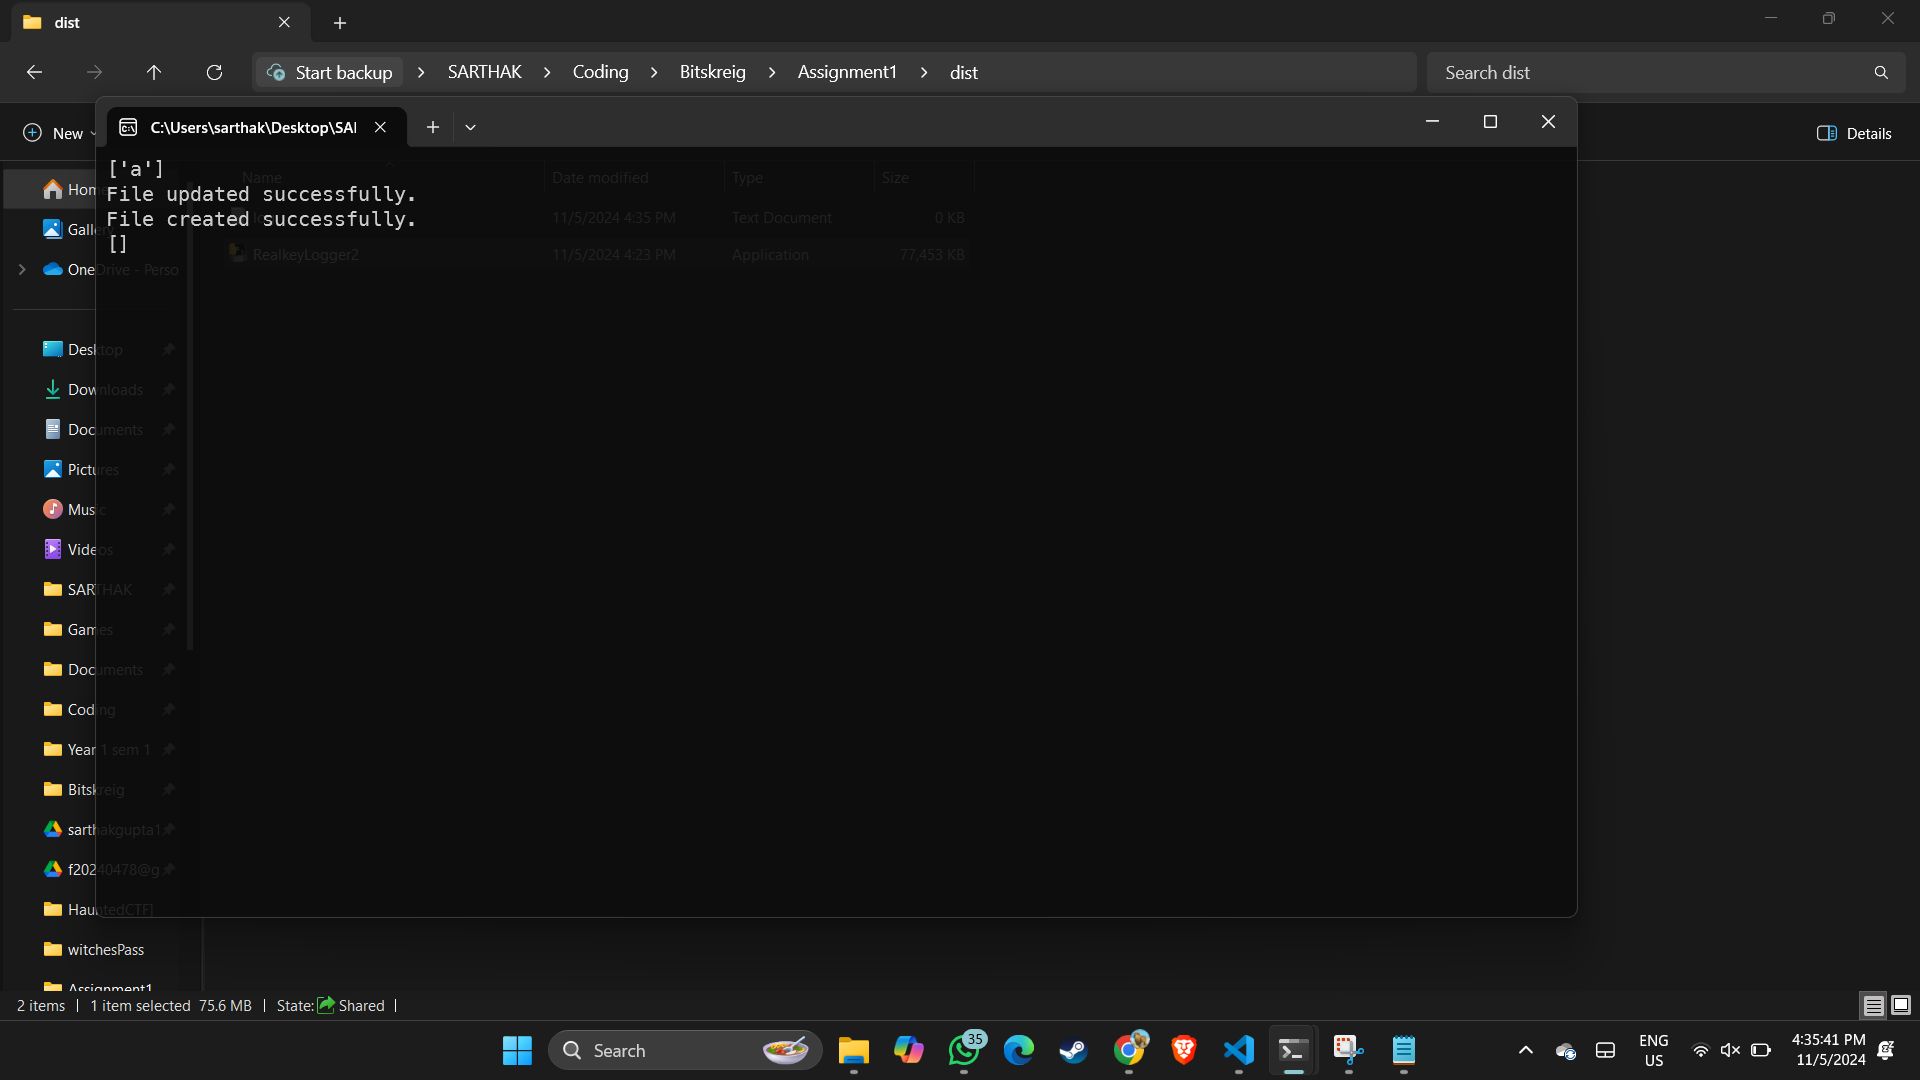 dist
Start backup > SARTHAK > Coding > Bitskreig > Assignment1 > dist
Search dist
New
C:\Users\sarthak\Desktop\SAI
Details
['a']
File updated successfully.
File created successfully.
[]
Name Date modified Type Size
11/5/2024 4:35 PM Text Document 0 KB
RealkeyLogger2 11/5/2024 4:23 PM Application 77,453 KB
Home
Gallery
OneDrive - Perso
Desktop
Downloads
Documents
Pictures
Music
Videos
SARTHAK
Games
Documents
Coding
Year 1 sem 1
Bitskreig
sarthakgupta1
f20240478@g
HauntedCTF]
witchesPass
Assignment1
2 items | 1 item selected 75.6 MB | State: Shared |
Search
35
ENG
US
4:35:41 PM
11/5/2024